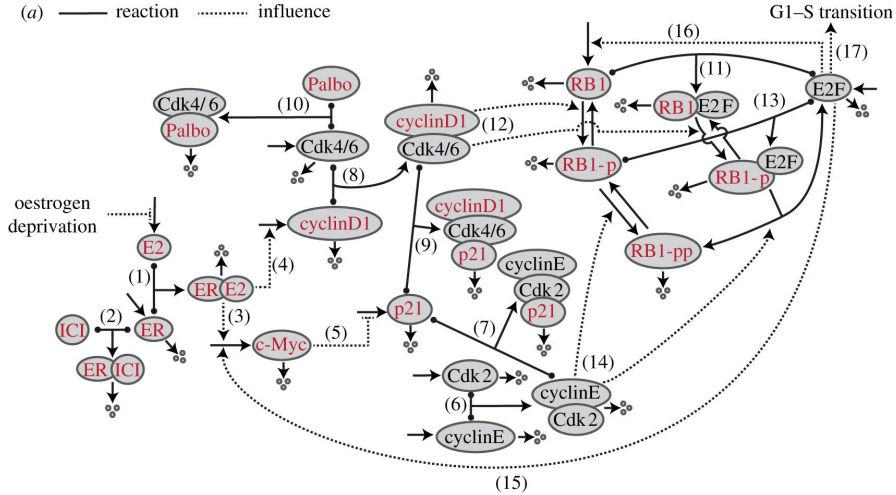 (a) reaction influence
G1–S transition
(16)
(17)
(11)
RB1
E2F
RB1 E2F
(13)
Palbo
(10)
Cdk4/6
Palbo
cyclinD1
Cdk4/6
(12)
Cdk4/6
(8)
RB1-p
E2F
RB1-p
oestrogen
deprivation
cyclinD1
cyclinD1
Cdk4/6
p21
(9)
RB1-pp
E2
(4)
cyclinE
Cdk2
p21
(1)
ER E2
(2)
(3)
ICI
ER
(5)
p21
(7)
c-Myc
ER ICI
(14)
Cdk2
cyclinE
Cdk2
(6)
cyclinE
(15)